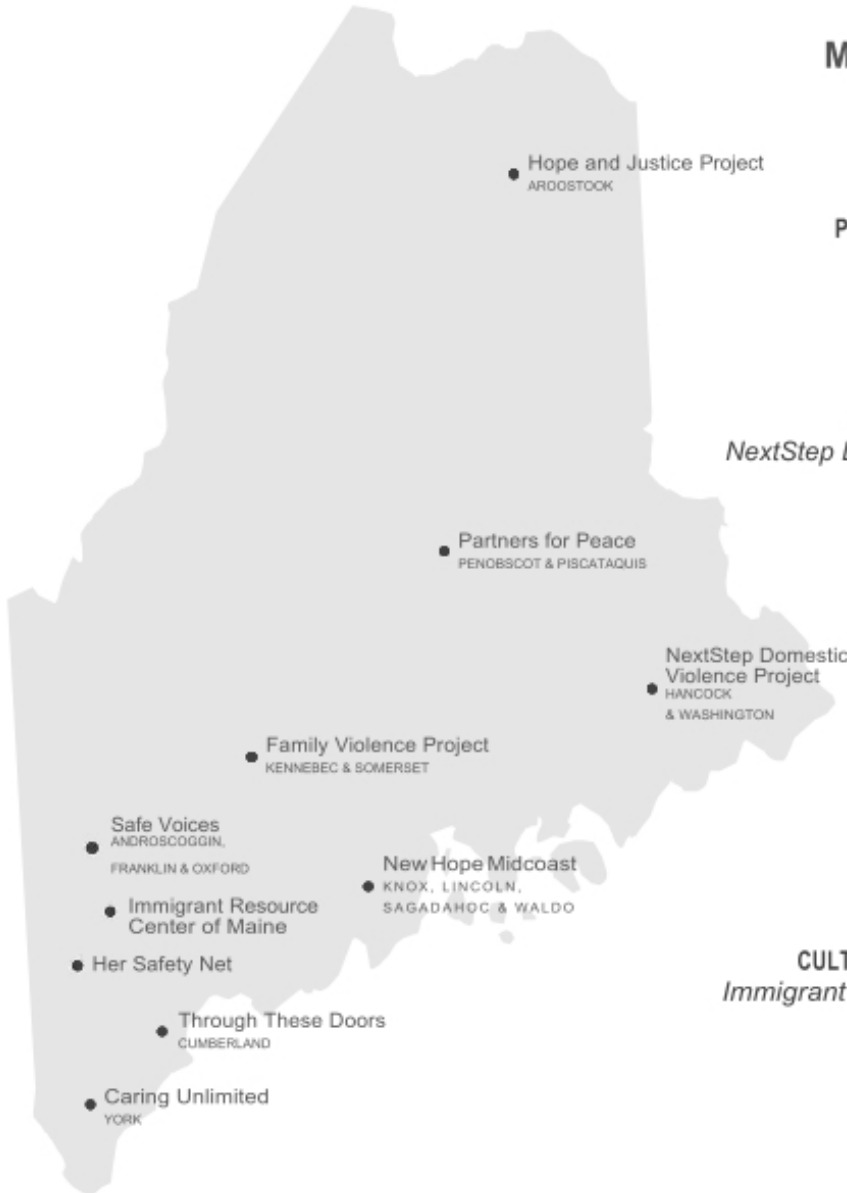 M
Hope and Justice Project
AROOSTOOK
P
NextStep
Partners for Peace
PENOBSCOT & PISCATAQUIS
NextStep Domestic
Violence Project
HANCOCK
& WASHINGTON
Family Violence Project
KENNEBEC & SOMERSET
Safe Voices
ANDROSCOGGIN,
FRANKLIN & OXFORD
New Hope Midcoast
KNOX, LINCOLN,
SAGADAHOC & WALDO
Immigrant Resource
Center of Maine
Her Safety Net
CULT
Immigrant
Through These Doors
CUMBERLAND
Caring Unlimited
YORK